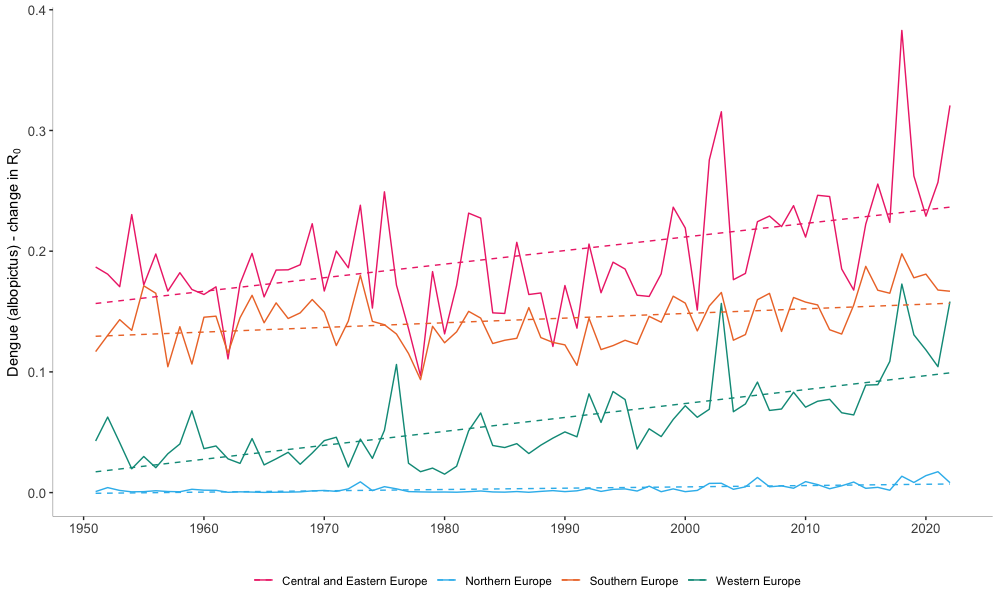 Dengue (albopictus) - change in R0
0.4
0.3
0.2
0.1
0.0
1950 1960 1970 1980 1990 2000 2010 2020
Central and Eastern Europe Northern Europe Southern Europe Western Europe